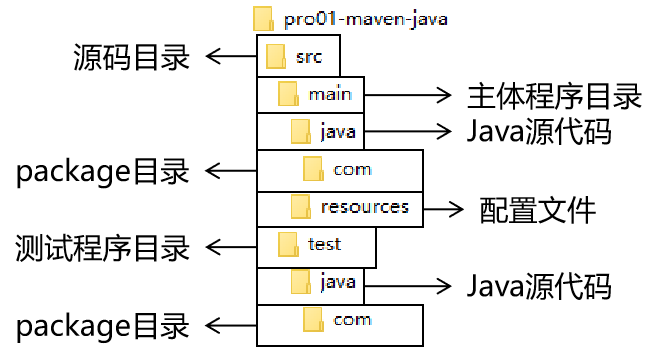 pro01-maven-java
源码目录
src
main
主体程序目录
java
Java源代码
package目录
com
resources
配置文件
测试程序目录
test
java
Java源代码
package目录
com